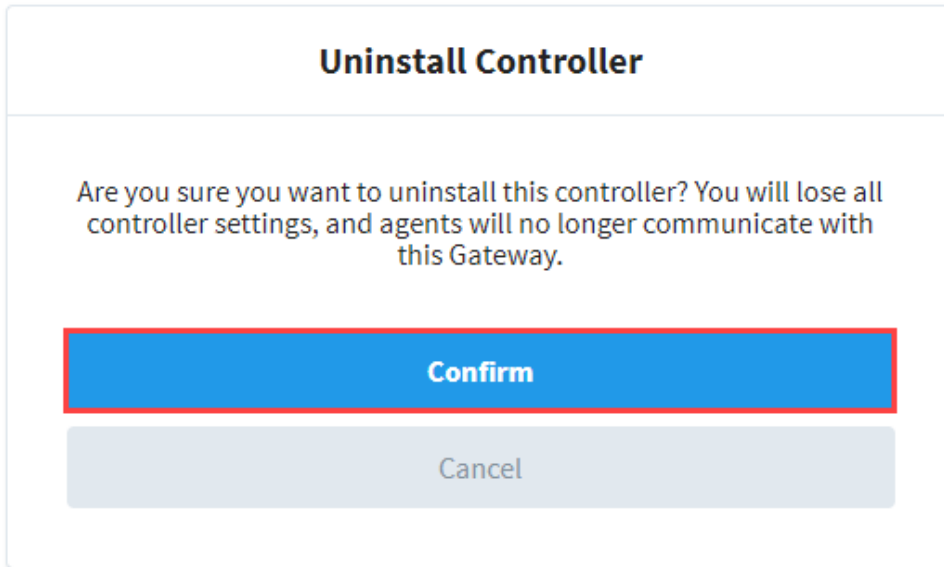 Uninstall Controller
Are you sure you want to uninstall this controller? You will lose all
controller settings, and agents will no longer communicate with
this Gateway.
Confirm
Cancel